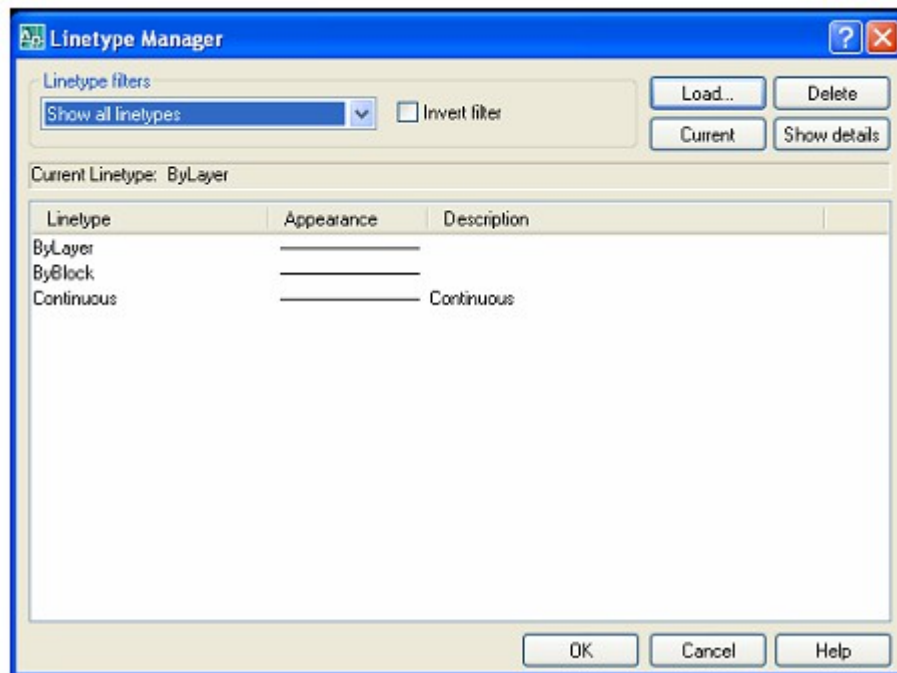 Linetype Manager
Linetype filters
Show all linetypes
Invert filter
Load...
Delete
Current
Show details
Current Linetype: ByLayer
Linetype Appearance Description
ByLayer
ByBlock
Continuous Continuous
OK Cancel Help